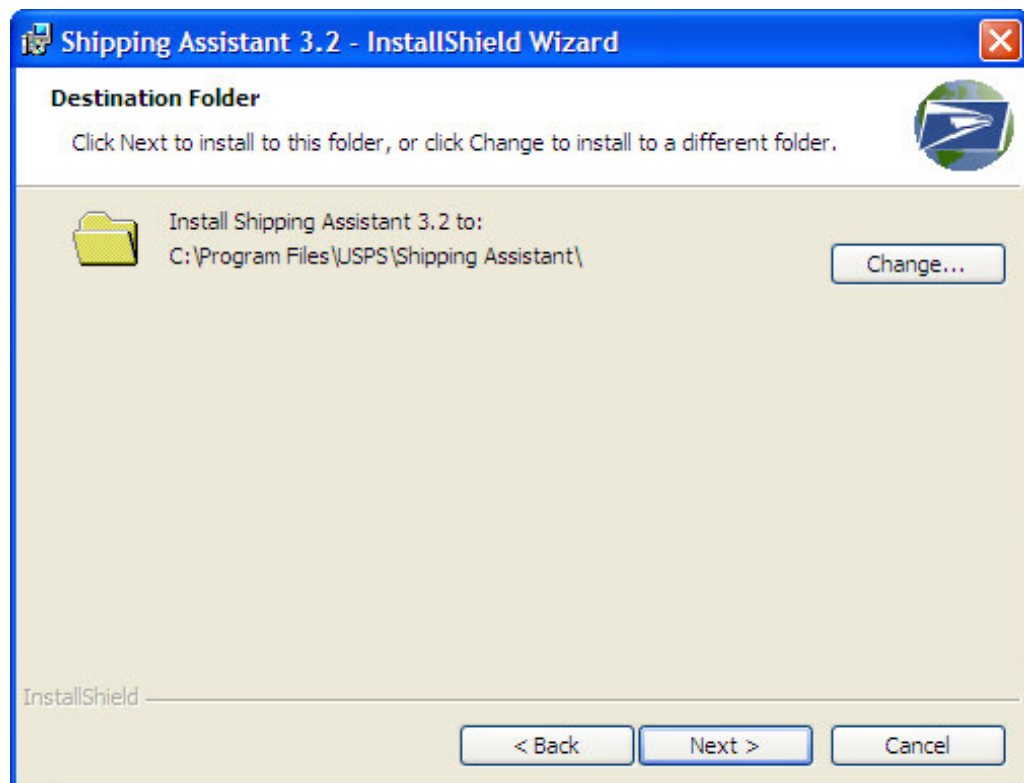 Shipping Assistant 3.2 - InstallShield Wizard
Destination Folder
Click Next to install to this folder, or click Change to install to a different folder.
Install Shipping Assistant 3.2 to:
C:\Program Files\USPS\Shipping Assistant\
Change...
InstallShield
< Back
Next >
Cancel